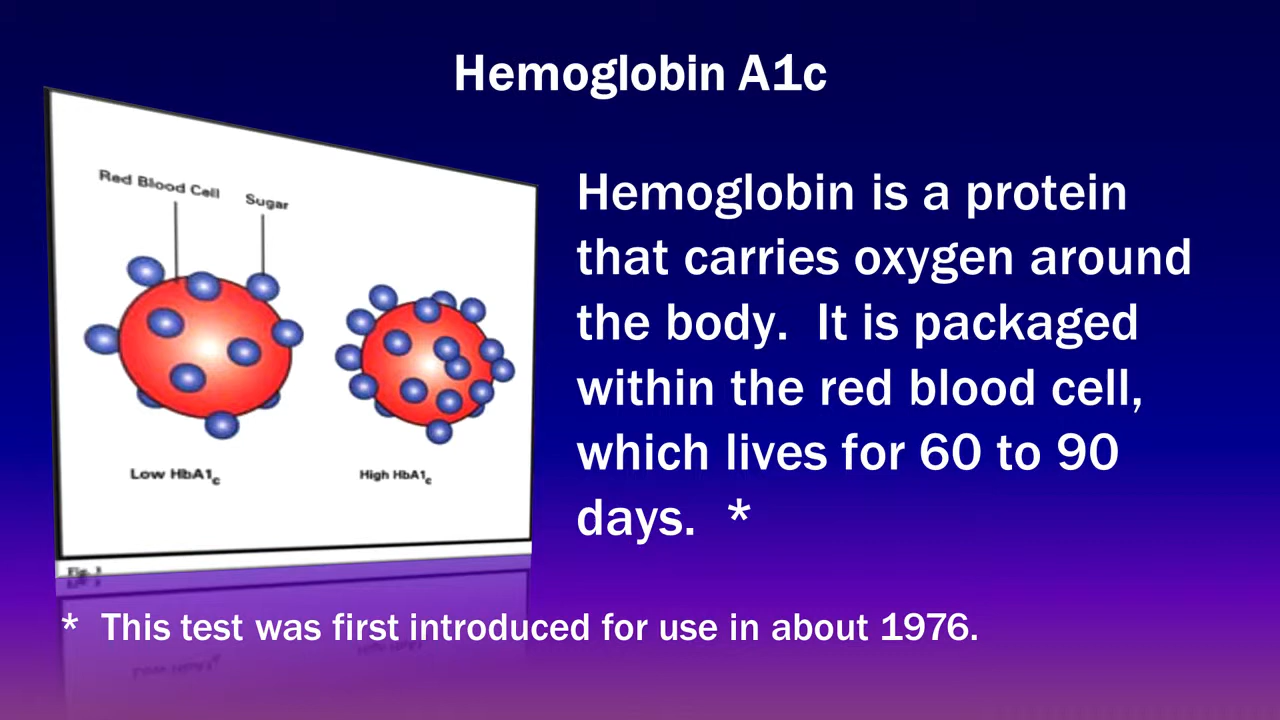 Hemoglobin A1c
Red Blood Cell
Sugar
Low HbA1c
High HbA1c
Fig. 3
Hemoglobin is a protein
that carries oxygen around
the body.  It is packaged
within the red blood cell,
which lives for 60 to 90
days.  *
*  This test was first introduced for use in about 1976.